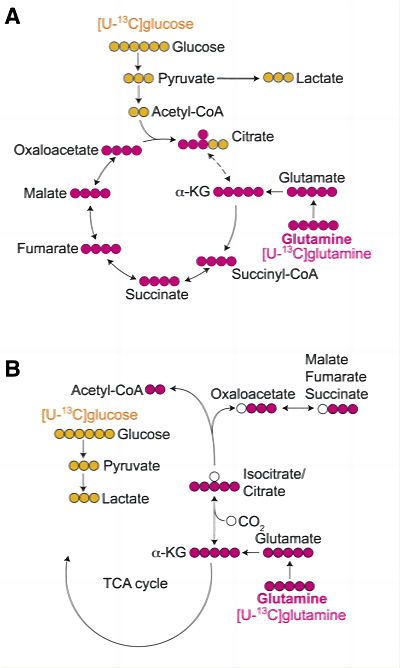 A
[U-¹³C]glucose
Glucose
Pyruvate
Lactate
Acetyl-CoA
Citrate
Oxaloacetate
Glutamate
α-KG
Malate
Glutamine
[U-¹³C]glutamine
Fumarate
Succinyl-CoA
Succinate
B
Malate
Fumarate
Succinate
Acetyl-CoA
Oxaloacetate
[U-¹³C]glucose
Glucose
Pyruvate
Lactate
Isocitrate/
Citrate
CO₂
Glutamate
α-KG
TCA cycle
Glutamine
[U-¹³C]glutamine